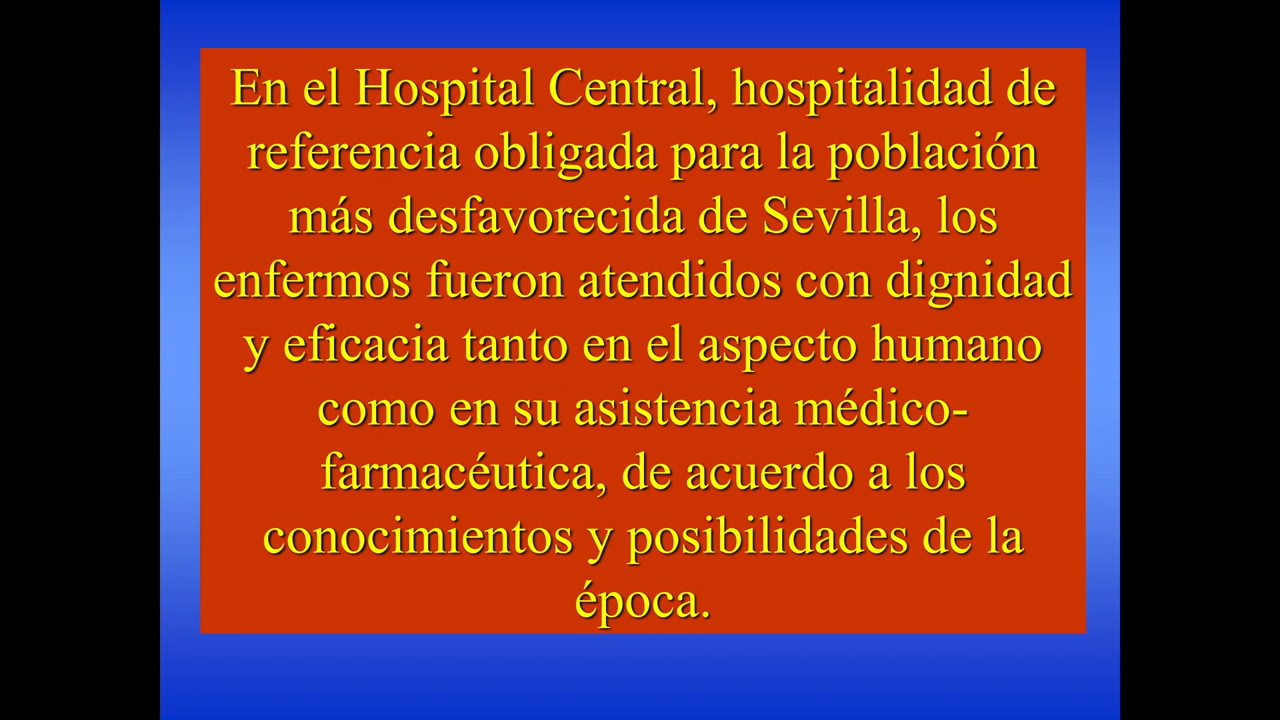 En el Hospital Central, hospitalidad de
referencia obligada para la población
más desfavorecida de Sevilla, los
enfermos fueron atendidos con dignidad
y eficacia tanto en el aspecto humano
como en su asistencia médico-
farmacéutica, de acuerdo a los
conocimientos y posibilidades de la
época.